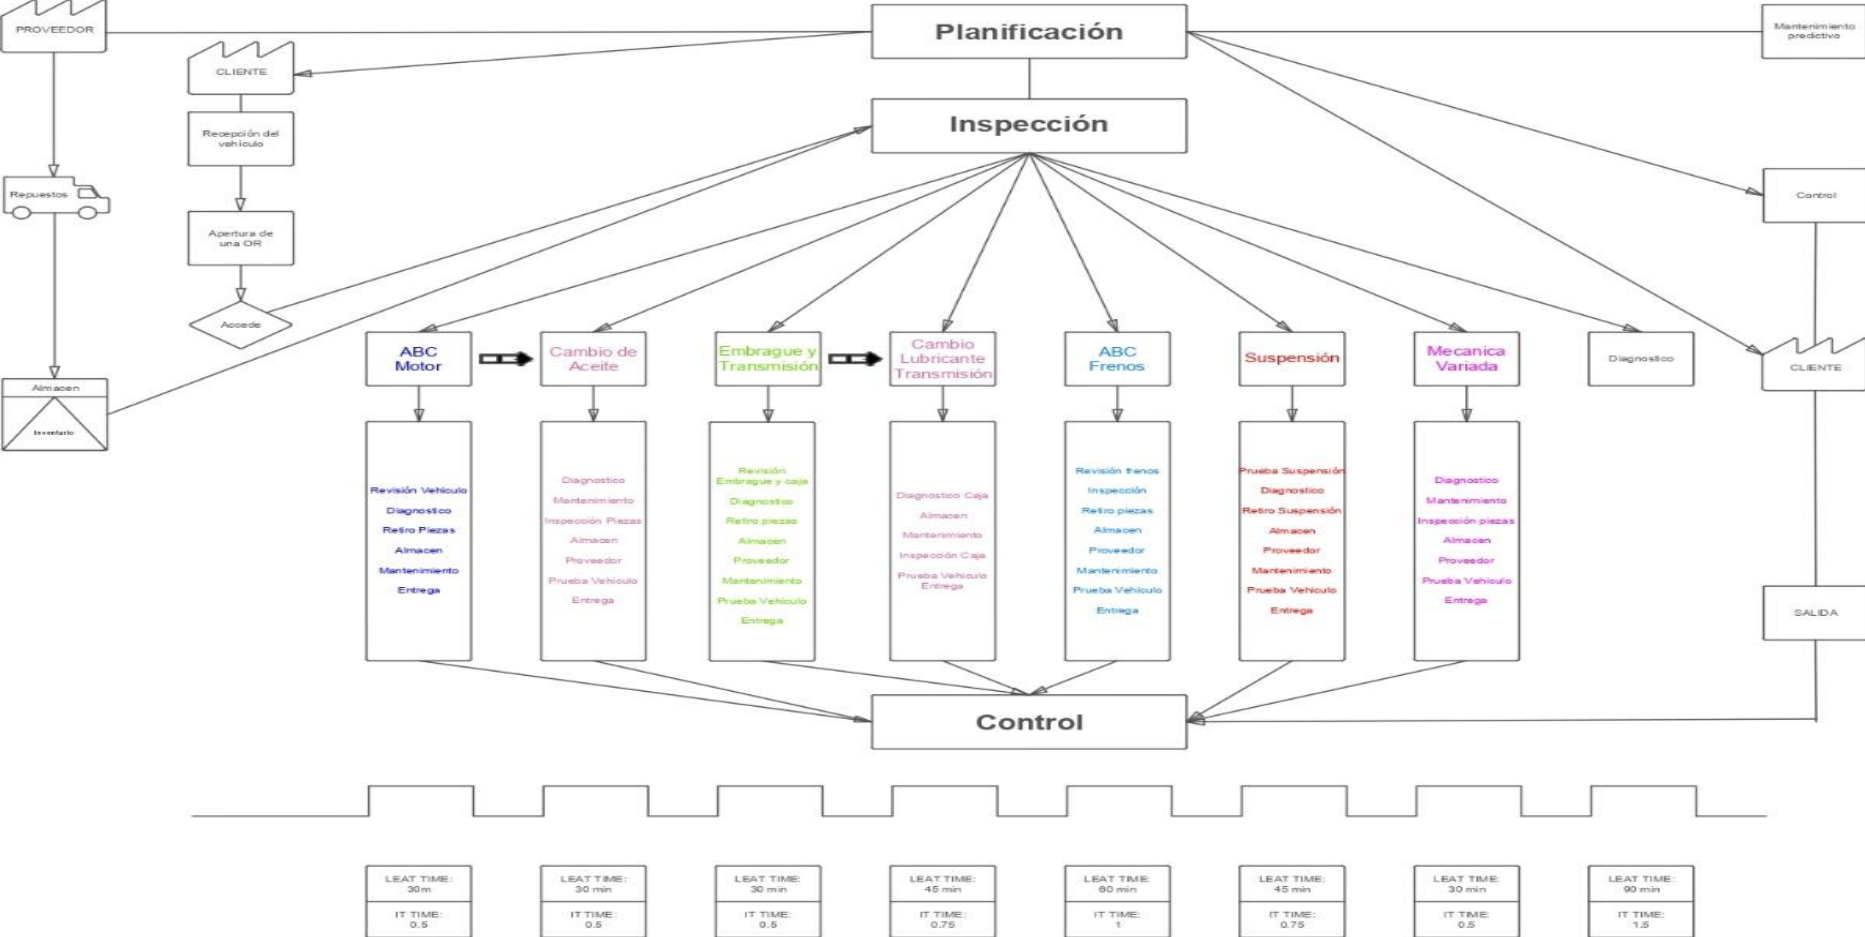 PROVEEDOR
Planificación
Mantenimiento
predictivo
CLIENTE
Inspección
Recepción del
vehiculo
Repuestos
Control
Apertura de
una OR
Accede
ABC
Motor
Cambio de
Aceite
Embrague y
Transmisión
Cambio
Lubricante
Transmisión
ABC
Frenos
Suspensión
Mecanica
Variada
Diagnostico
CLIENTE
Almacen
Inventario
Revisión Vehiculo
Diagnostico
Retiro Piezas
Almacen
Mantenimiento
Entrega
Diagnostico
Mantenimiento
Inspección Piezas
Almacen
Proveedor
Prueba Vehiculo
Entrega
Revisión
Embrague y caja
Diagnostico
Retiro piezas
Almacen
Proveedor
Mantenimiento
Prueba Vehiculo
Entrega
Diagnostico Caja
Almacen
Mantenimiento
Inspección Caja
Prueba Vehiculo
Entrega
Revisión frenos
Inspección
Retiro piezas
Almacen
Proveedor
Mantenimiento
Prueba Vehiculo
Entrega
Prueba Suspensión
Diagnostico
Retiro Suspensión
Almacen
Proveedor
Mantenimiento
Prueba Vehiculo
Entrega
Diagnostico
Mantenimiento
Inspección piezas
Almacen
Proveedor
Prueba Vehiculo
Entrega
SALIDA
Control
LEAT TIME:
30m
IT TIME:
0.5
LEAT TIME:
30 min
IT TIME:
0.5
LEAT TIME:
30 min
IT TIME:
0.5
LEAT TIME:
45 min
IT TIME:
0.75
LEAT TIME:
60 min
IT TIME:
1
LEAT TIME:
45 min
IT TIME:
0.75
LEAT TIME:
30 min
IT TIME:
0.5
LEAT TIME:
90 min
IT TIME:
1.5